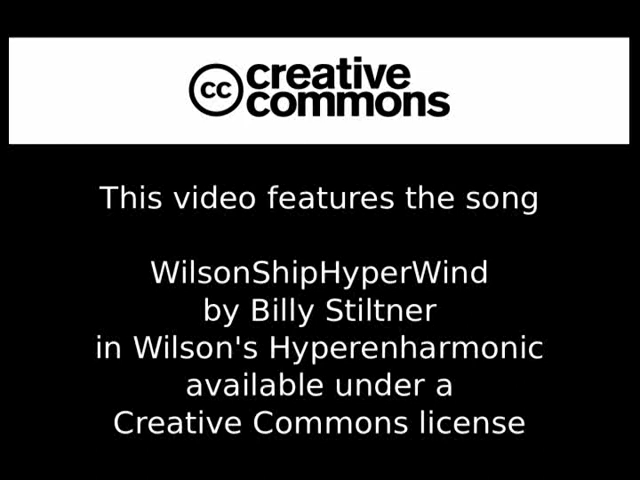 cc creative
commons
This video features the song
WilsonShipHyperWind
by Billy Stiltner
in Wilson's Hyperenharmonic
available under a
Creative Commons license